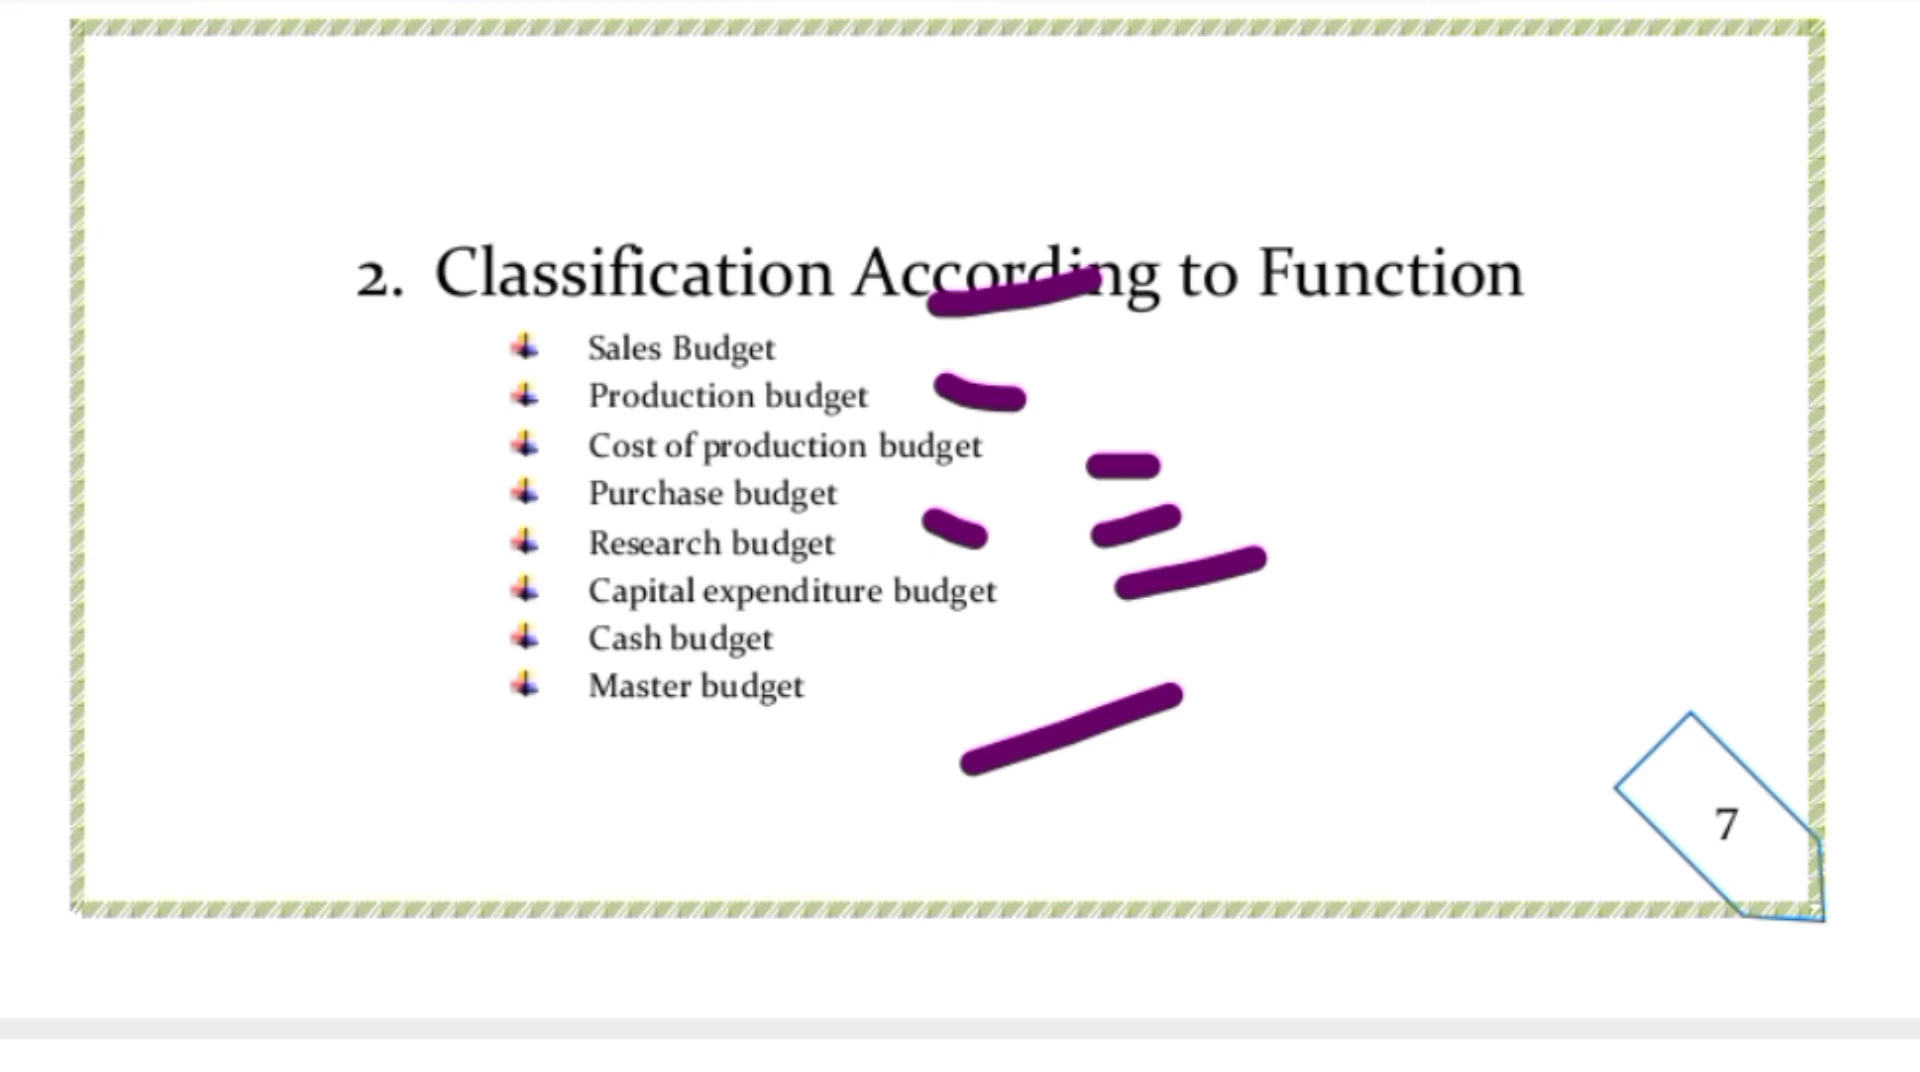 2. Classification According to Function
Sales Budget
Production budget
Cost of production budget
Purchase budget
Research budget
Capital expenditure budget
Cash budget
Master budget
7